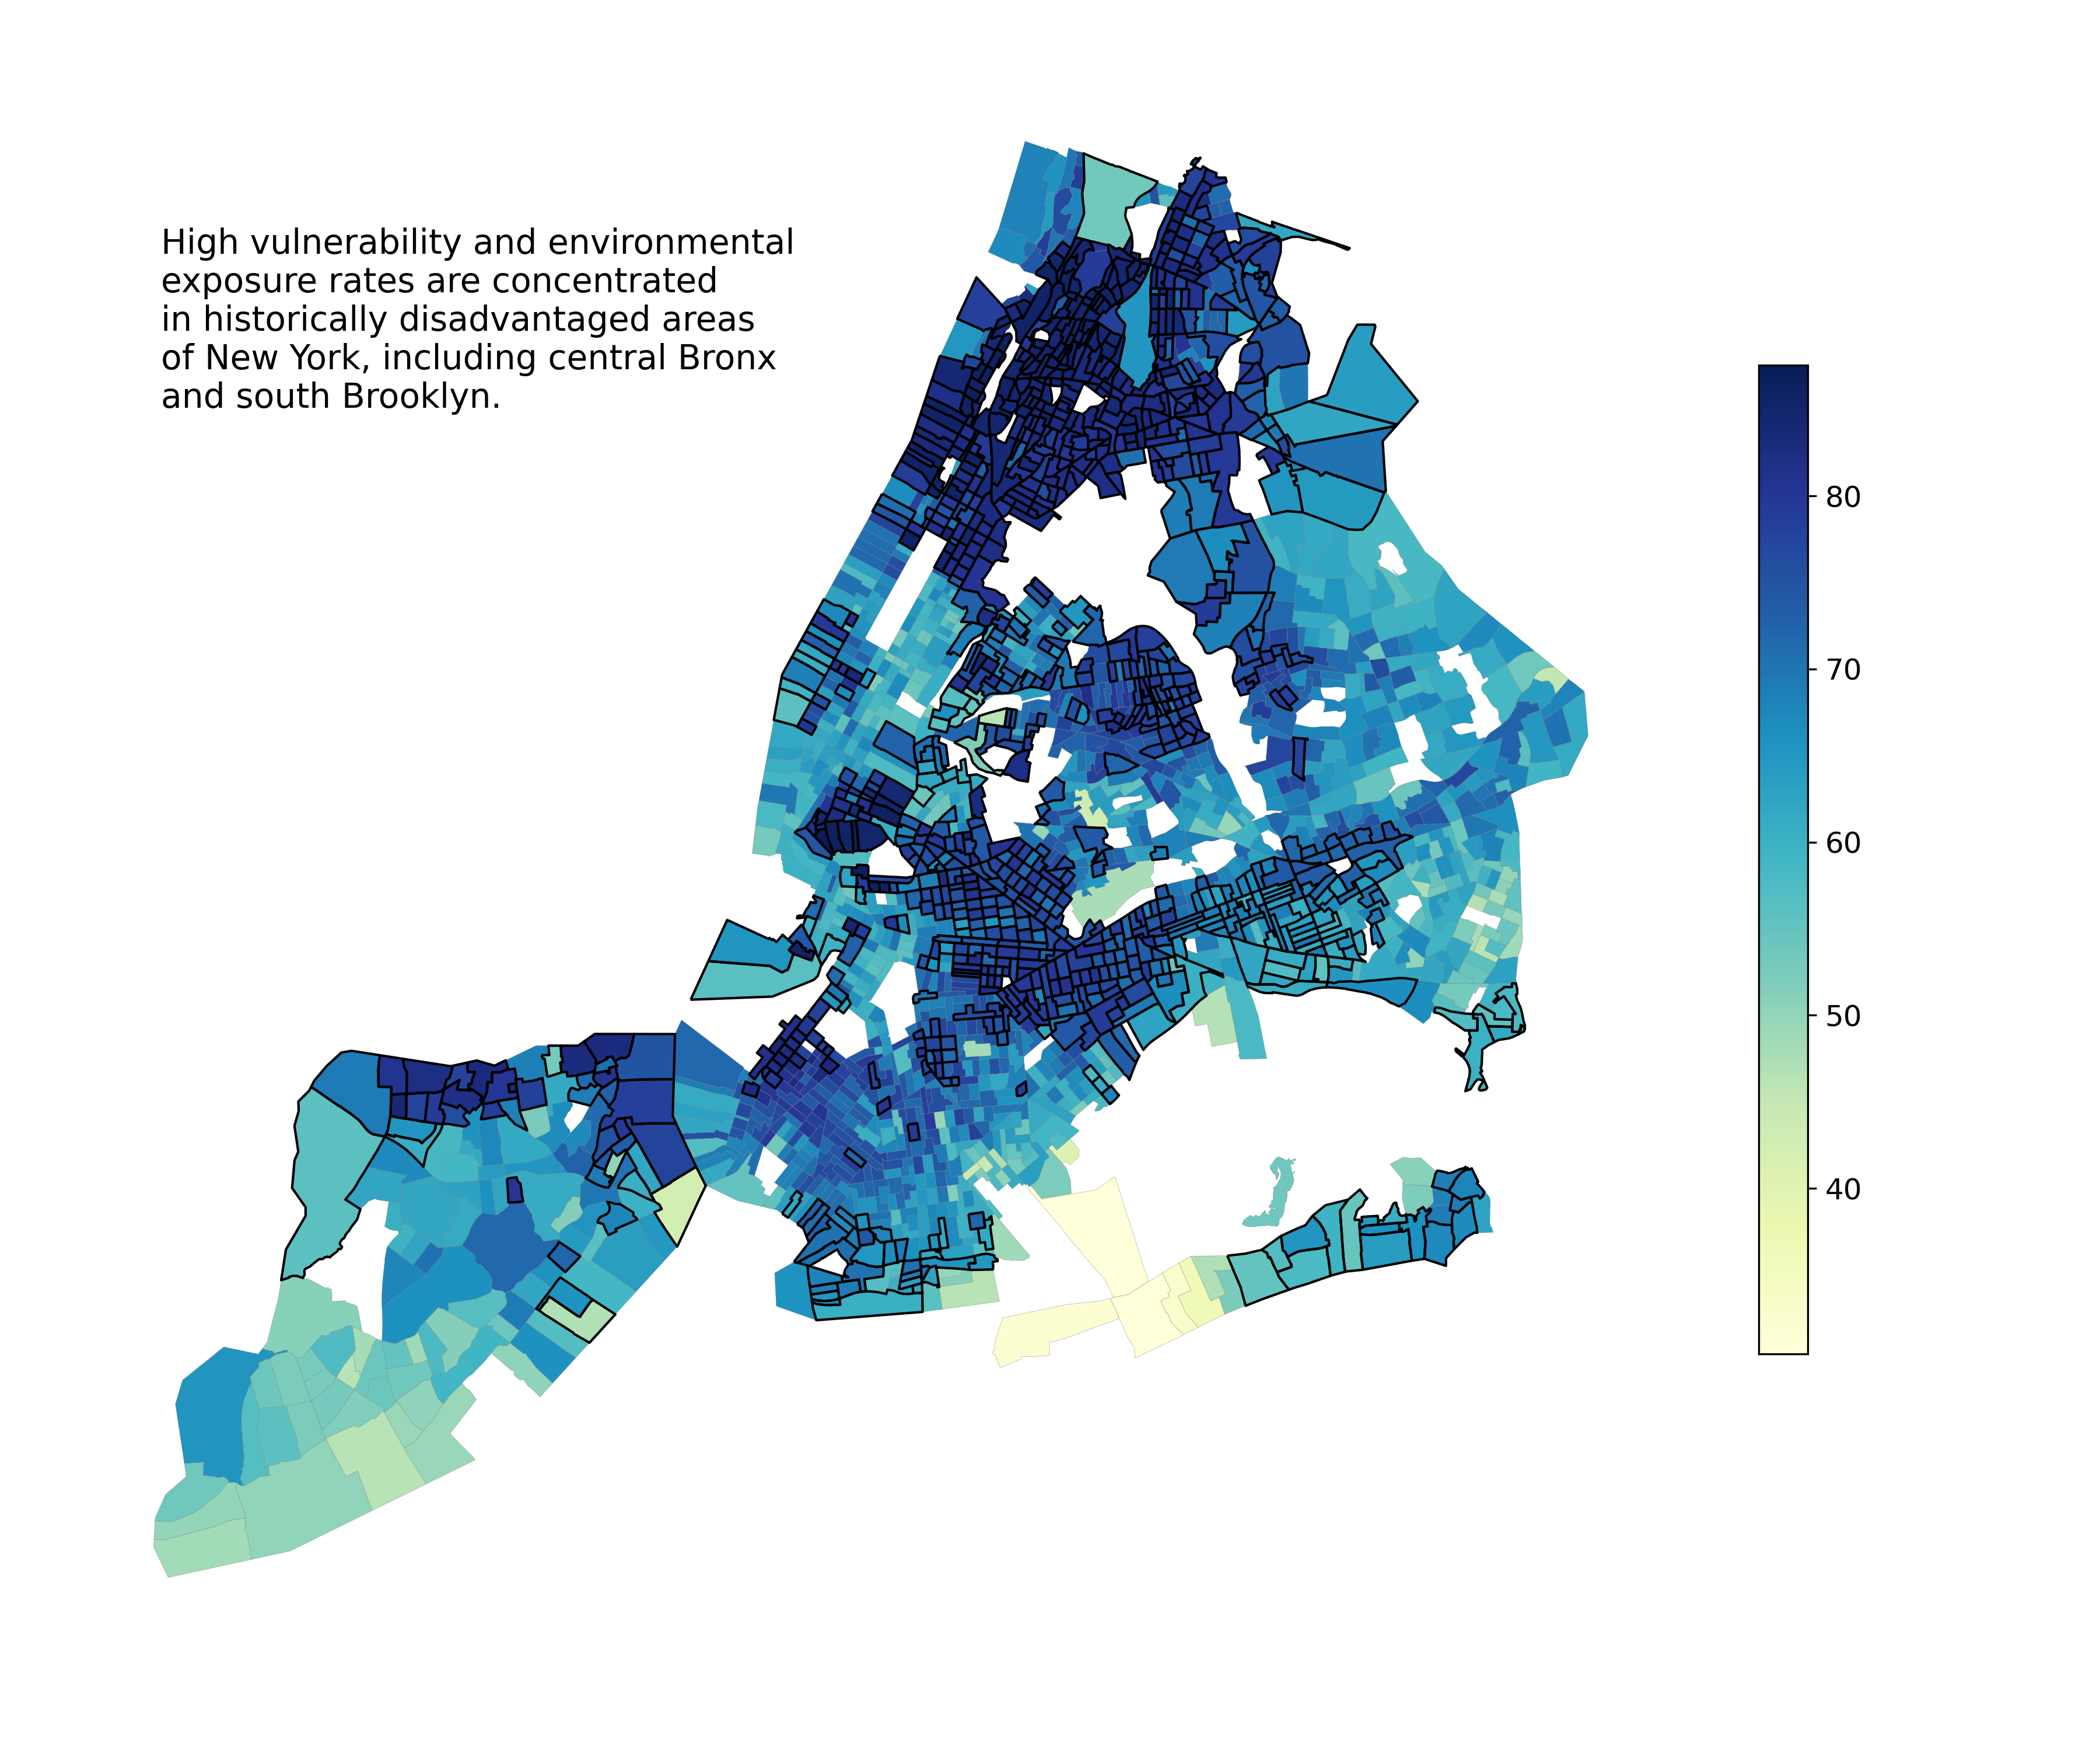 High vulnerability and environmental
exposure rates are concentrated
in historically disadvantaged areas
of New York, including central Bronx
and south Brooklyn.
80
70
60
50
40